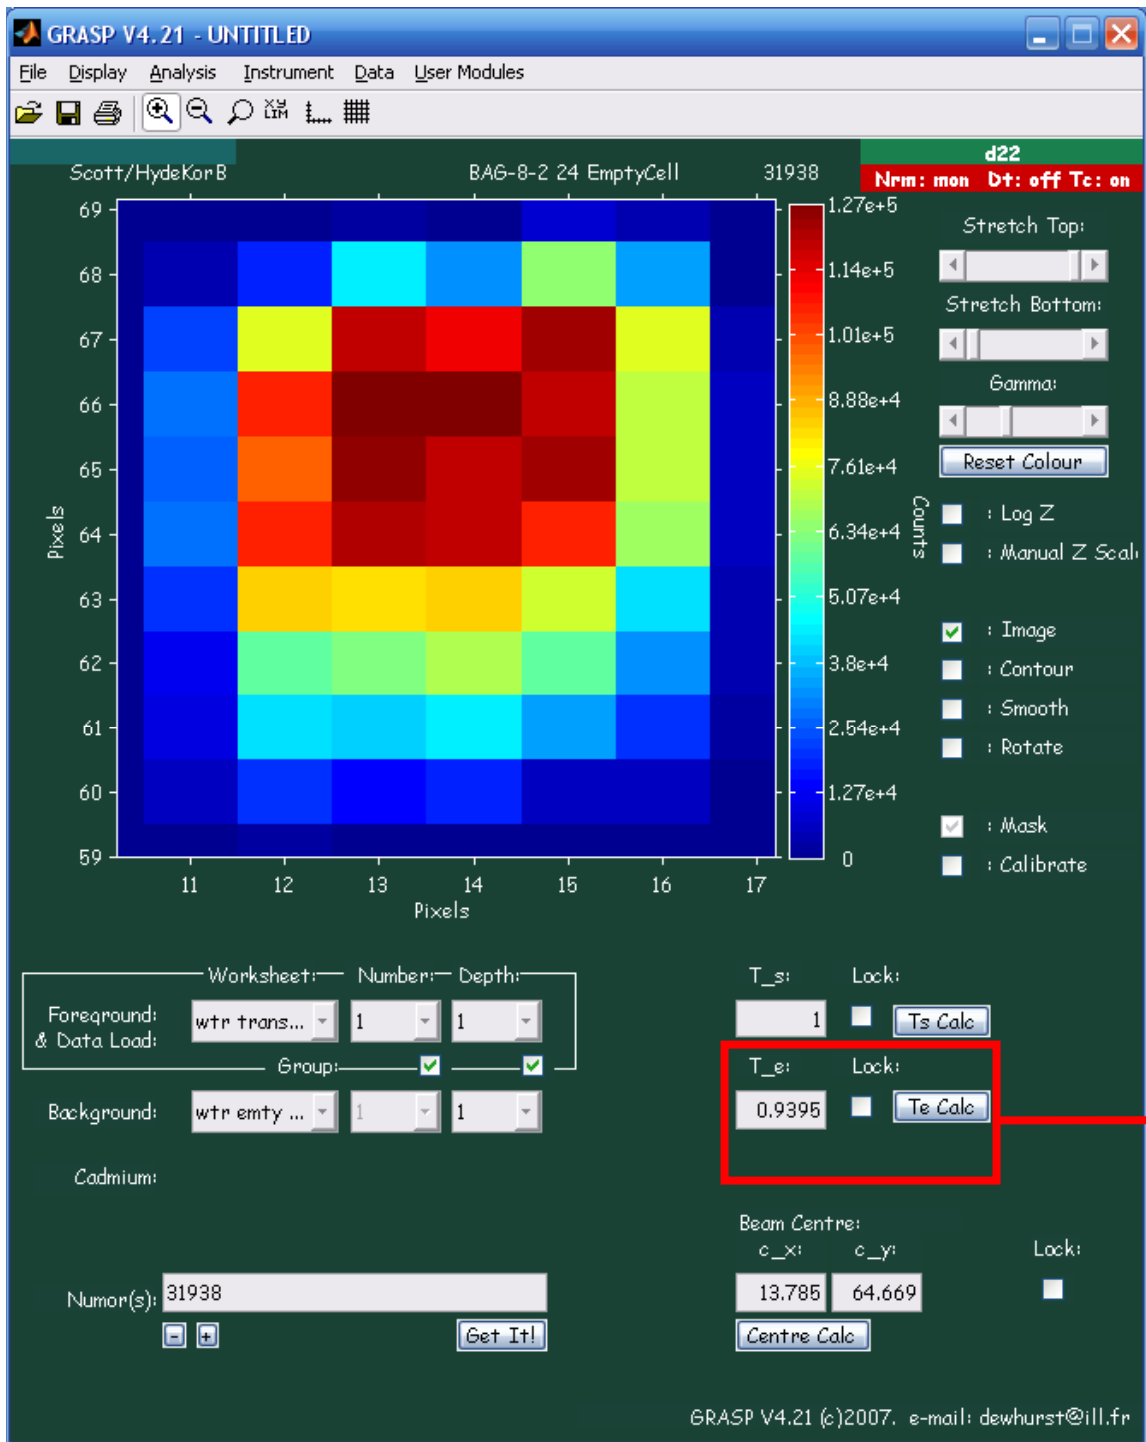 GRASP V4.21 - UNTITLED
File Display Analysis Instrument Data User Modules
XY LIM
d22
Scott/HydeKorB BAG-8-2 24 EmptyCell 31938
Nrm: mon Dt: off Tc: on
69
68
67
66
65
64
63
62
61
60
59
Pixels
11 12 13 14 15 16 17
Pixels
1.27e+5
1.14e+5
1.01e+5
8.88e+4
7.61e+4
6.34e+4
5.07e+4
3.8e+4
2.54e+4
1.27e+4
0
Counts
Stretch Top:
Stretch Bottom:
Gamma:
Reset Colour
: Log Z
: Manual Z Scal
: Image
: Contour
: Smooth
: Rotate
: Mask
: Calibrate
Worksheet: Number: Depth:
Foreground:
& Data Load:
wtr trans... 1 1
Group:
Background: wtr emty ... 1 1
Cadmium:
T_s: Lock:
1 Ts Calc
T_e: Lock:
0.9395 Te Calc
Beam Centre:
c_x: c_y: Lock:
13.785 64.669
Centre Calc
Numor(s): 31938
- + Get It!
GRASP V4.21 (c)2007. e-mail: dewhurst@ill.fr